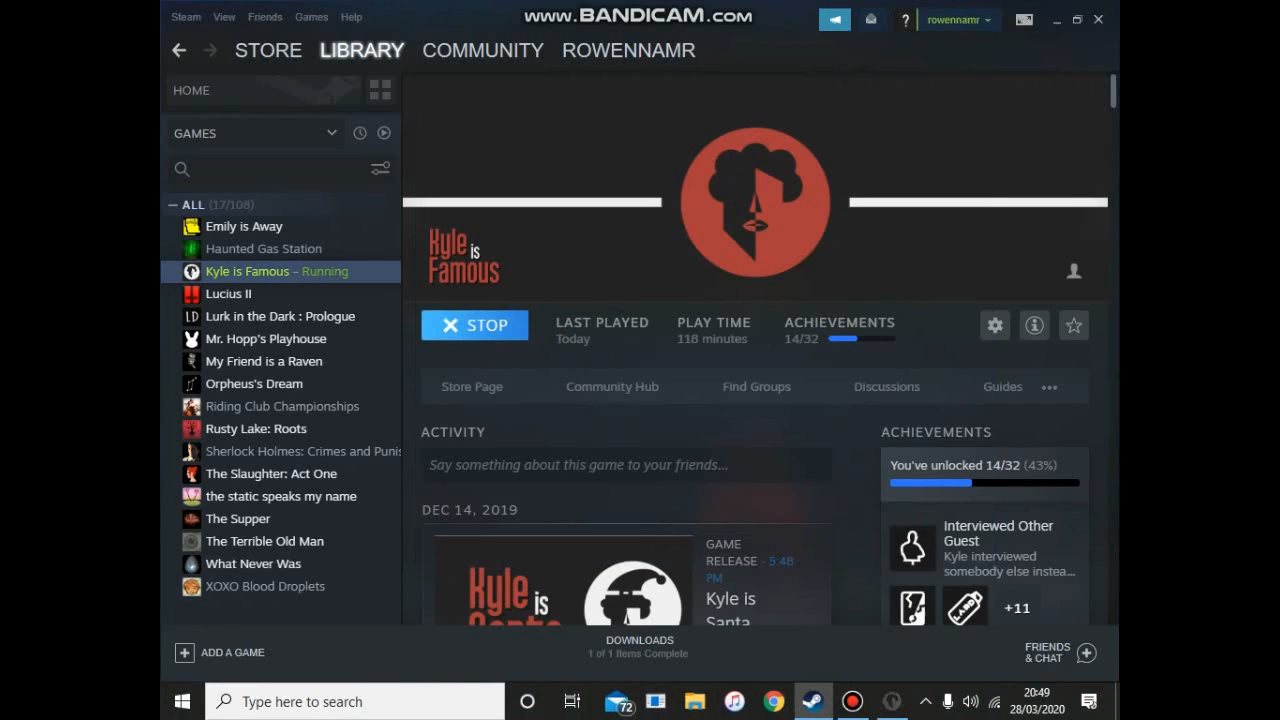 Steam View Friends Games Help
www.BANDICAM.com
? rowennamr
STORE LIBRARY COMMUNITY ROWENNAMR
HOME
GAMES
ALL (17/108)
Emily is Away
Haunted Gas Station
Kyle is Famous - Running
Lucius II
Lurk in the Dark : Prologue
Mr. Hopp's Playhouse
My Friend is a Raven
Orpheus's Dream
Riding Club Championships
Rusty Lake: Roots
Sherlock Holmes: Crimes and Punis
The Slaughter: Act One
the static speaks my name
The Supper
The Terrible Old Man
What Never Was
XOXO Blood Droplets
Kyle is
Famous
STOP
LAST PLAYED
Today
PLAY TIME
118 minutes
ACHIEVEMENTS
14/32
Store Page Community Hub Find Groups Discussions Guides
ACTIVITY
Say something about this game to your friends...
DEC 14, 2019
Kyle is
Santa
GAME
RELEASE - 5:48
PM
Kyle is
Santa
ACHIEVEMENTS
You've unlocked 14/32 (43%)
Interviewed Other
Guest
Kyle interviewed
somebody else instea...
+11
ADD A GAME
DOWNLOADS
1 of 1 Items Complete
FRIENDS
& CHAT
Type here to search
72
20:49
28/03/2020